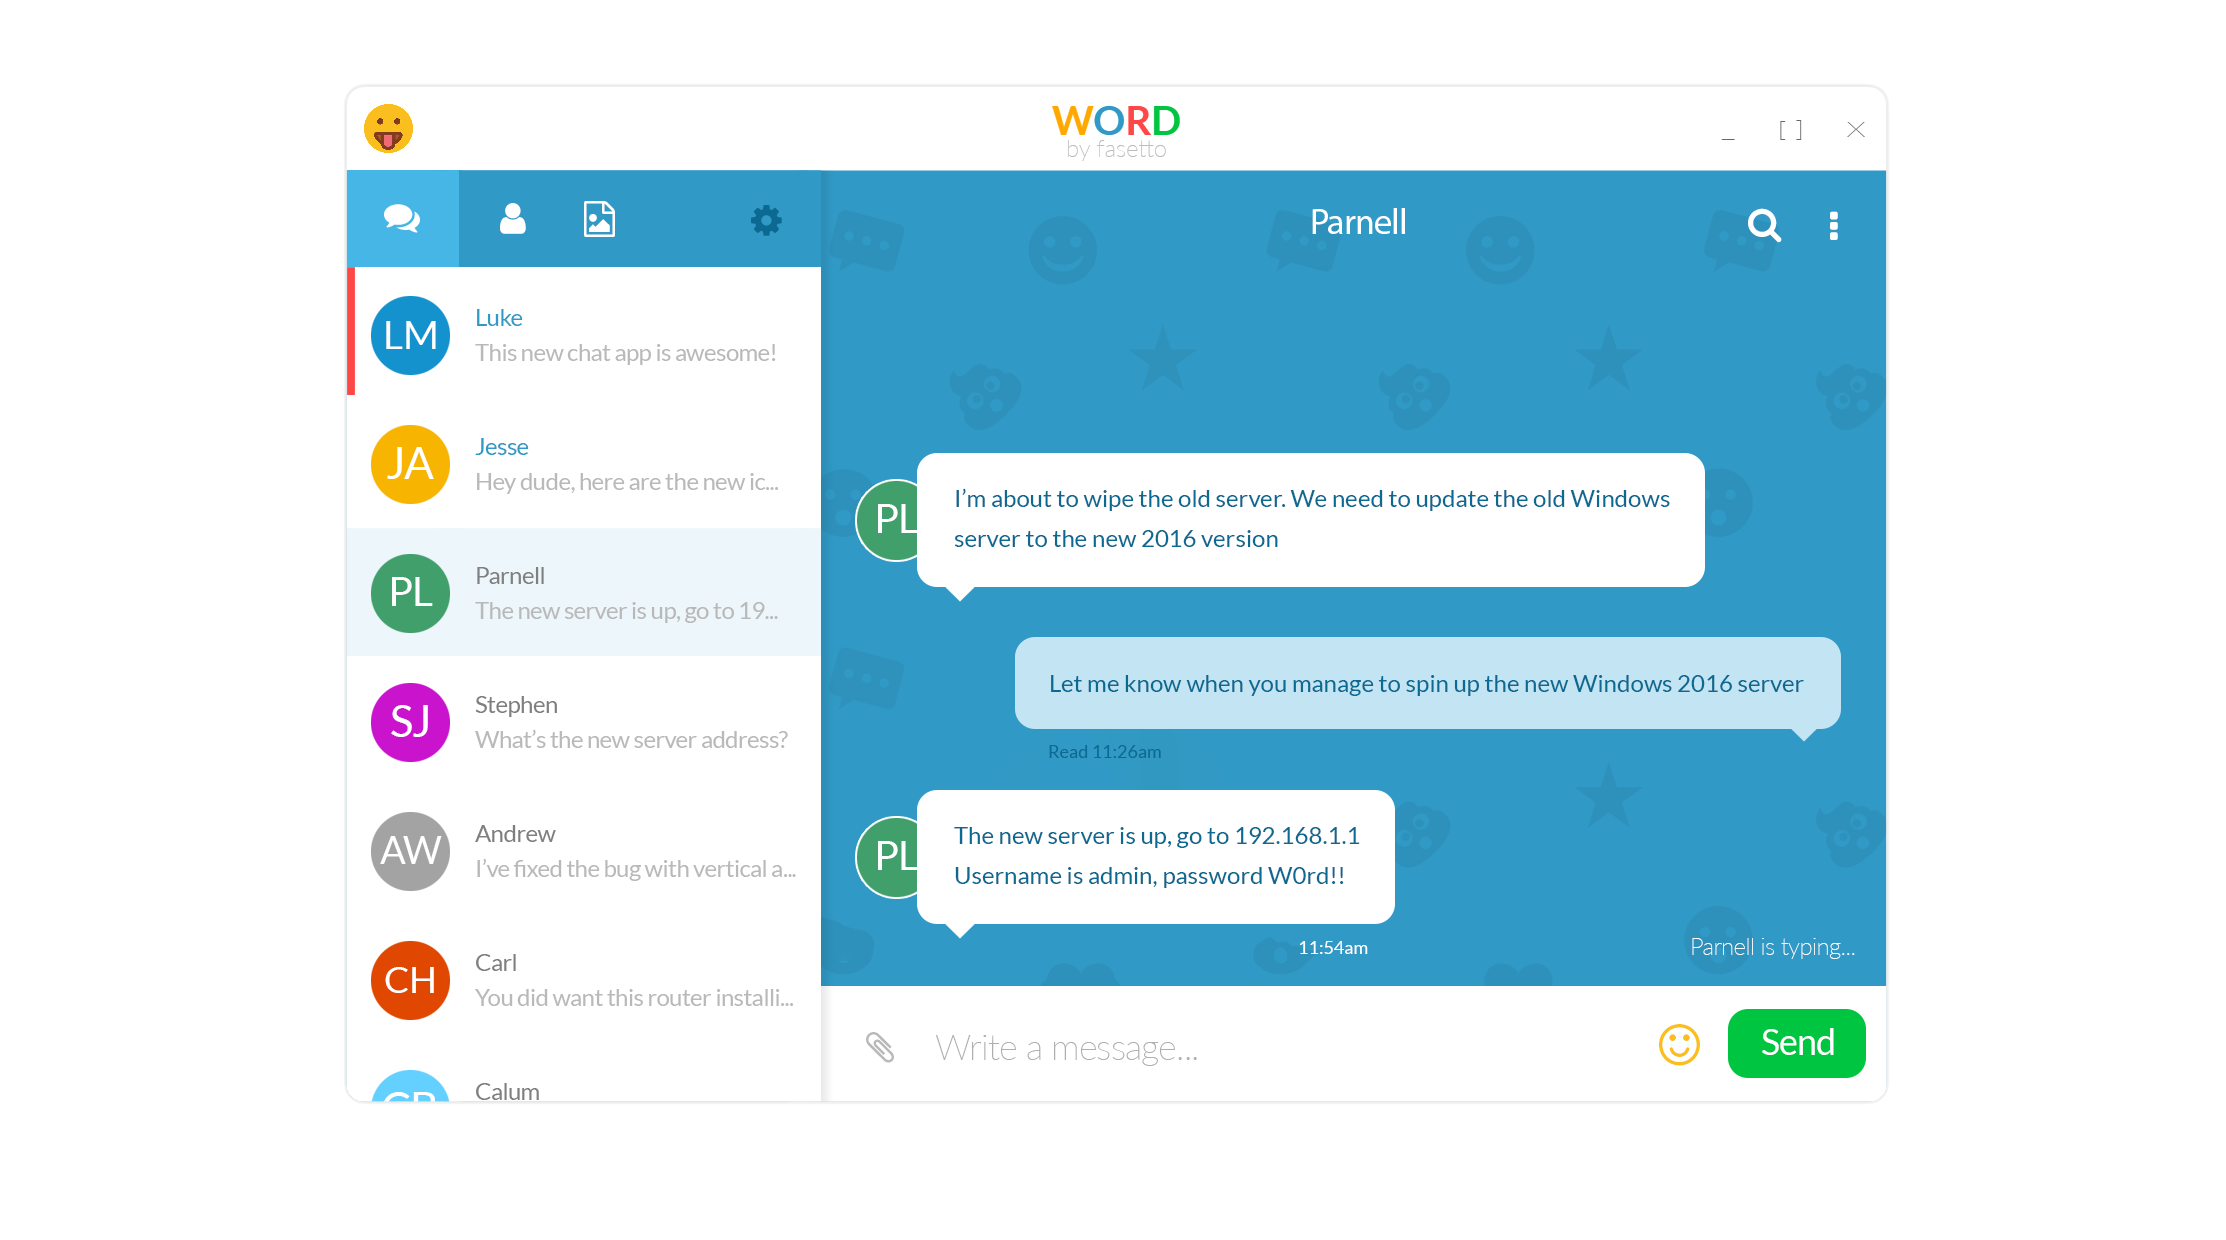 WORD
by fasetto
Parnell
LM
Luke
This new chat app is awesome!
JA
Jesse
Hey dude, here are the new ic...
PL
Parnell
The new server is up, go to 19...
SJ
Stephen
What's the new server address?
AW
Andrew
I've fixed the bug with vertical a...
CH
Carl
You did want this router installi...
Calum
PL
I'm about to wipe the old server. We need to update the old Windows
server to the new 2016 version
Let me know when you manage to spin up the new Windows 2016 server
Read 11:26am
PL
The new server is up, go to 192.168.1.1
Username is admin, password W0rd!!
11:54am
Parnell is typing...
Write a message...
Send